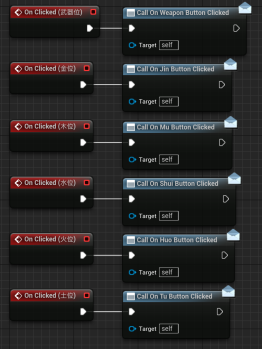 On Clicked (武器位)
Call On Weapon Button Clicked
Target self
On Clicked (金位)
Call On Jin Button Clicked
Target self
On Clicked (木位)
Call On Mu Button Clicked
Target self
On Clicked (水位)
Call On Shui Button Clicked
Target self
On Clicked (火位)
Call On Huo Button Clicked
Target self
On Clicked (土位)
Call On Tu Button Clicked
Target self